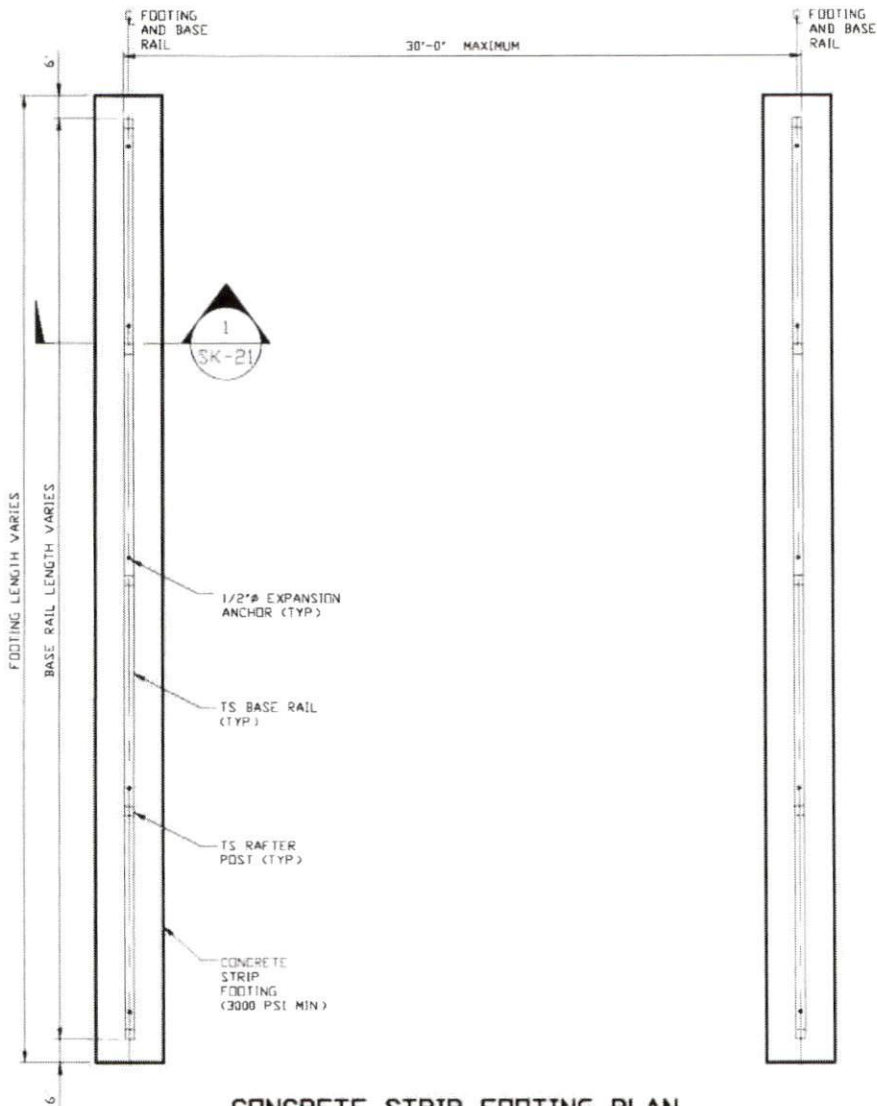 ℄ FOOTING
AND BASE
RAIL
30'-0" MAXIMUM
℄ FOOTING
AND BASE
RAIL
6"
1
SK-21
FOOTING LENGTH VARIES
BASE RAIL LENGTH VARIES
1/2"ø EXPANSION
ANCHOR (TYP)
TS BASE RAIL
(TYP)
TS RAFTER
POST (TYP)
CONCRETE
STRIP
FOOTING
(3000 PSI MIN)
6"
CONCRETE STRIP FOOTING PLAN